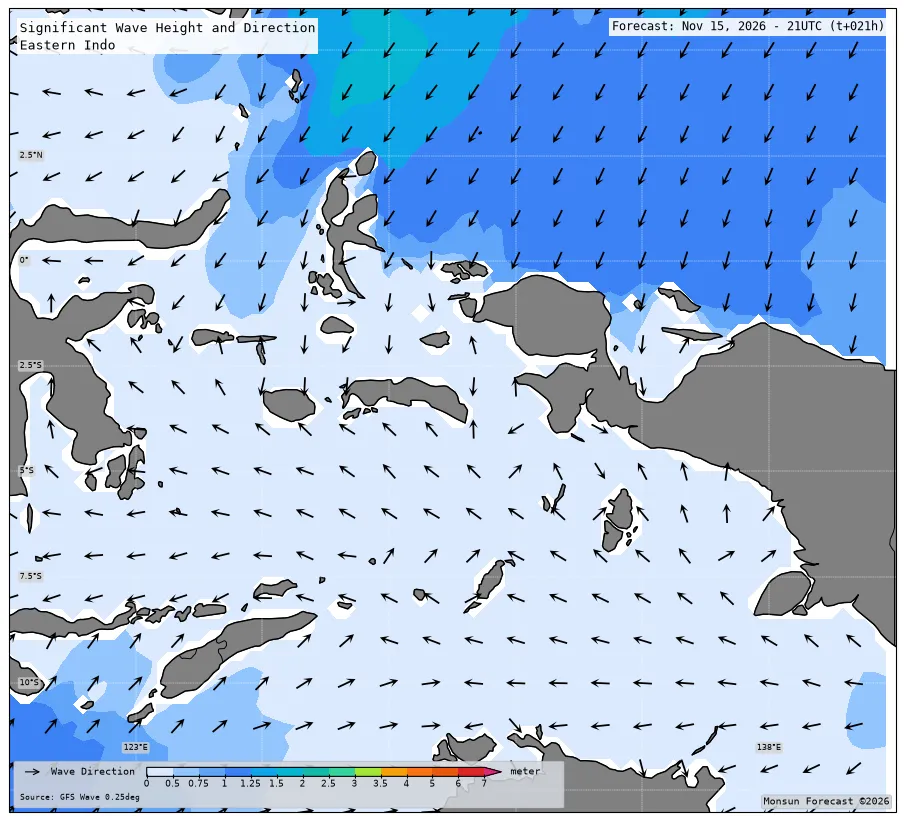 Significant Wave Height and Direction
Eastern Indo
Forecast: Nov 15, 2026 - 21UTC (t+021h)
2.5°N
0°
2.5°S
5°S
7.5°S
10°S
123°E
138°E
Wave Direction
meter
0 0.5 0.75 1 1.25 1.5 2 2.5 3 3.5 4 5 6 7
Source: GFS Wave 0.25deg
Monsun Forecast ©2026